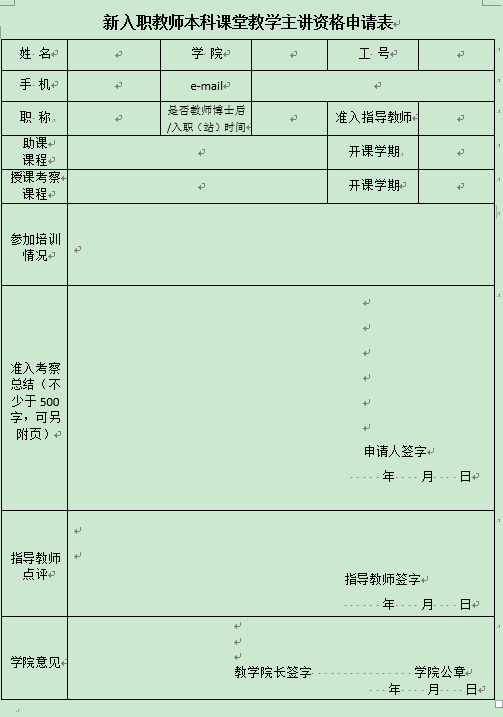 新入职教师本科课堂教学主讲资格申请表
姓 名
学 院
工 号
手 机
e-mail
职 称
是否教师博士后
/入职（站）时间
准入指导教师
助课
课程
开课学期
授课考察
课程
开课学期
参加培训
情况
准入考察
总结（不
少于 500
字，可另
附页）
申请人签字
年 月 日
指导教师
点评
指导教师签字
年 月 日
学院意见
教学院长签字 学院公章
年 月 日